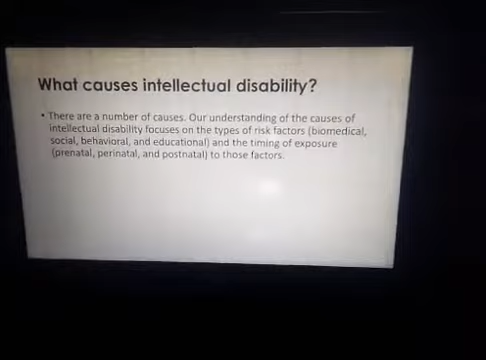 What causes intellectual disability?
• There are a number of causes. Our understanding of the causes of
intellectual disability focuses on the types of risk factors (biomedical,
social, behavioral, and educational) and the timing of exposure
(prenatal, perinatal, and postnatal) to those factors.